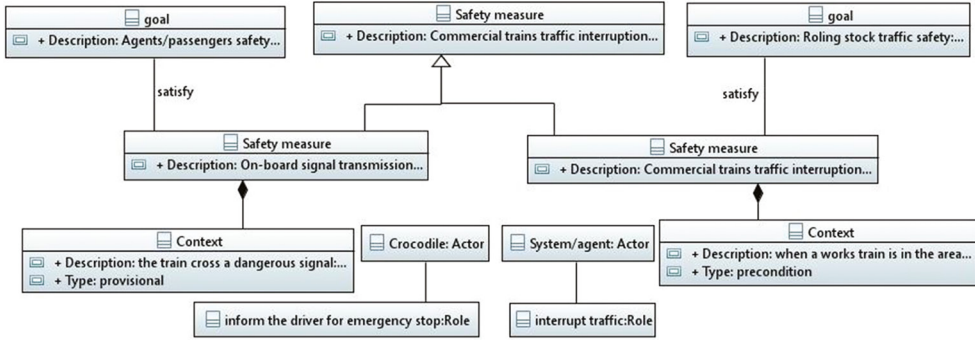 goal
+ Description: Agents/passengers safety...
Safety measure
+ Description: Commercial trains traffic interruption...
goal
+ Description: Roling stock traffic safety:...
satisfy
satisfy
Safety measure
+ Description: On-board signal transmission...
Safety measure
+ Description: Commercial trains traffic interruption...
Context
+ Description: the train cross a dangerous signal:...
+ Type: provisional
Crocodile: Actor
System/agent: Actor
Context
+ Description: when a works train is in the area...
+ Type: precondition
inform the driver for emergency stop:Role
interrupt traffic:Role